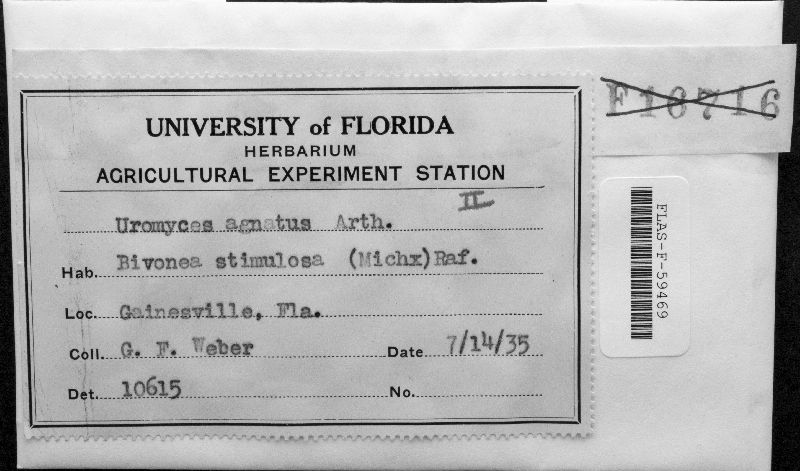 F16716
UNIVERSITY of FLORIDA
HERBARIUM
AGRICULTURAL EXPERIMENT STATION
II
Uromyces agnatus Arth.
Hab. Bivonea stimulosa (Michx)Raf.
Loc. Gainesville, Fla.
Coll. G. F. Weber Date 7/14/35
Det. 10615 No.
FLAS-F-59469